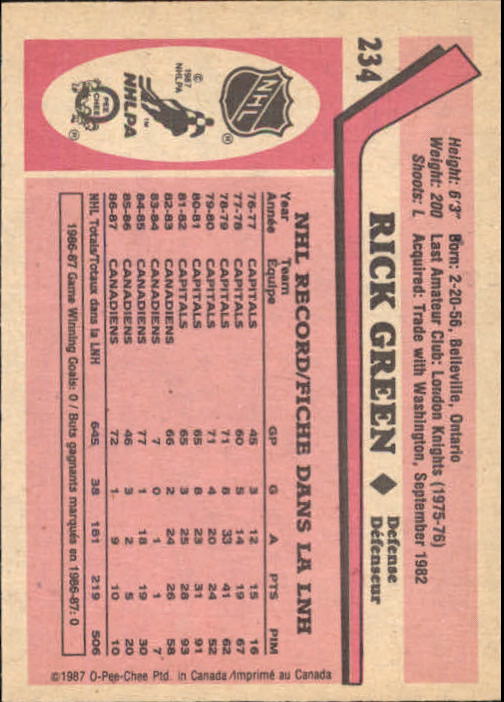 234
Height: 6'3" Born: 2-20-56, Belleville, Ontario
Weight: 200 Last Amateur Club: London Knights (1975-76)
Shoots: L Acquired: Trade with Washington, September 1982
RICK GREEN ◆ Defense
Défenseur
NHL
®
© 1987 NHLPA
™
NHLPA
O PEE CHEE
®
NHL RECORD/FICHE DANS LA LNH
Year Team
Année Équipe GP G A PTS PIM
76-77 CAPITALS 45 3 12 15 16
77-78 CAPITALS 60 5 14 19 67
78-79 CAPITALS 71 8 33 41 62
79-80 CAPITALS 71 4 20 24 52
80-81 CAPITALS 65 8 23 31 91
81-82 CAPITALS 65 3 25 28 93
82-83 CANADIENS 66 2 24 26 58
83-84 CANADIENS 7 0 1 1 7
84-85 CANADIENS 77 1 18 19 30
85-86 CANADIENS 46 3 2 5 20
86-87 CANADIENS 72 1 9 10 10
NHL Totals/Totaux dans la LNH 645 38 181 219 506
1986-87 Game Winning Goals: 0 / Buts gagnants marqués en 1986-87: 0
©1987 O-Pee-Chee Ptd. in Canada/Imprimé au Canada